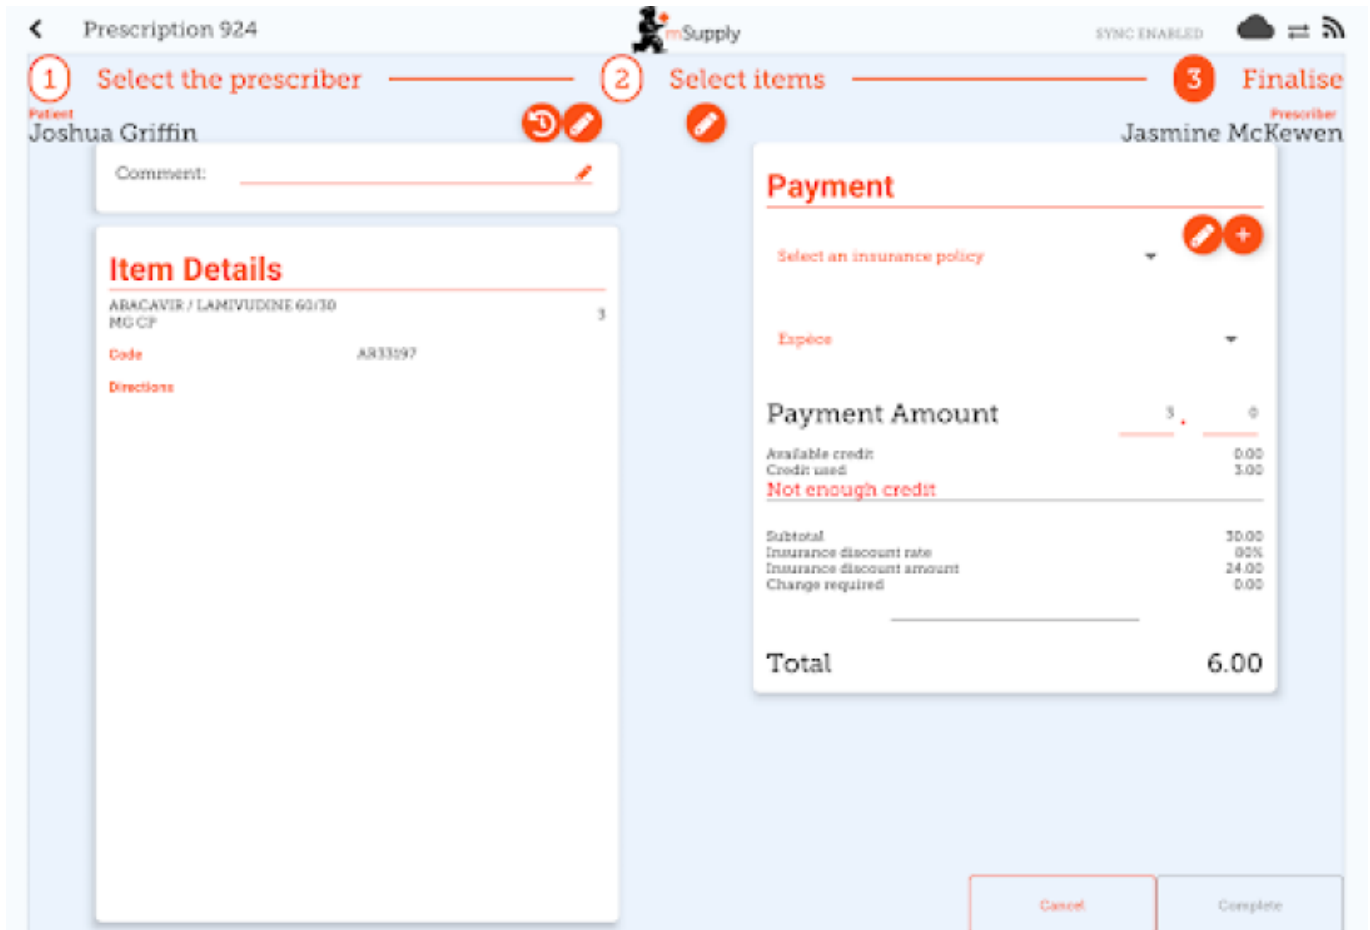 Prescription 924
mSupply
SYNC ENABLED
1 Select the prescriber
2 Select items
3 Finalise
Patient
Joshua Griffin
Prescriber
Jasmine McKewen
Comment:
Item Details
ABACAVIR / LAMIVUDINE 60/30
MG CP
3
Code AR33197
Directions
Payment
Select an insurance policy
Espèce
Payment Amount 3 . 0
Available credit 0.00
Credit used 3.00
Not enough credit
Subtotal 30.00
Insurance discount rate 80%
Insurance discount amount 24.00
Change required 0.00
Total 6.00
Cancel
Complete